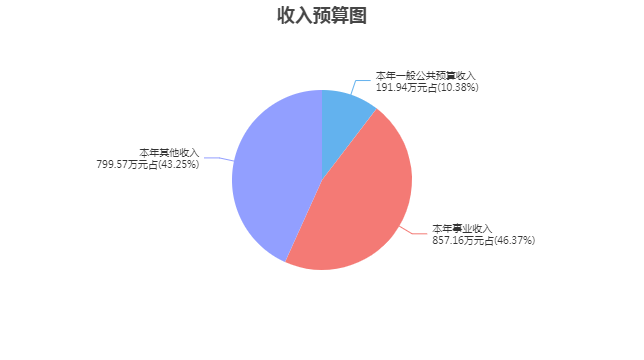 收入预算图
本年一般公共预算收入
191.94万元占(10.38%)
本年其他收入
799.57万元占(43.25%)
本年事业收入
857.16万元占(46.37%)